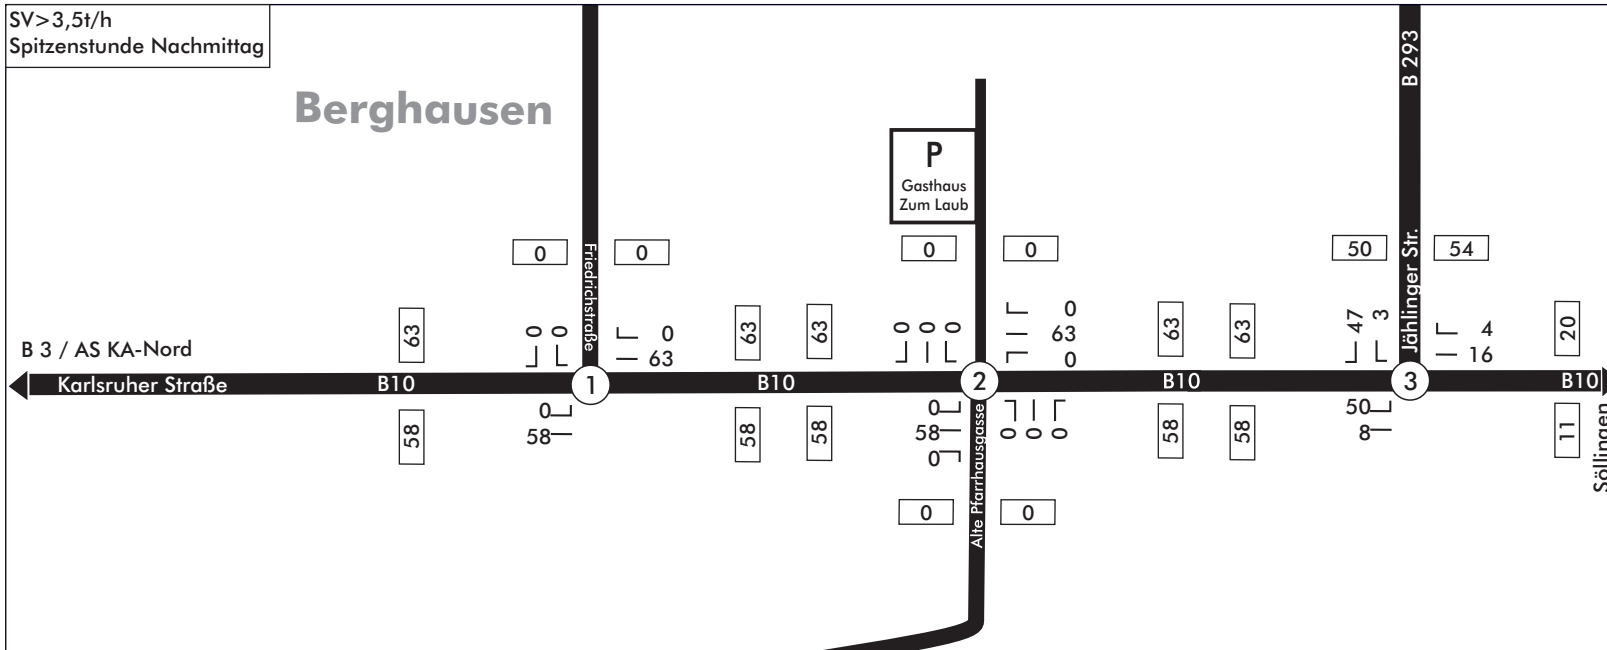 SV>3,5t/h
Spitzenstunde Nachmittag
Berghausen
B 293
P
Gasthaus
Zum Laub
0
0
0
0
50
54
Friedrichstraße
Jählinger Str.
63
0
0
0
63
63
63
0
0
0
0
63
0
63
63
47
3
4
16
20
B 3 / AS KA-Nord
Karlsruher Straße
B10
1
B10
2
B10
3
B10
58
0
58
58
58
0
58
0
0
0
0
58
58
50
8
11
Söllingen
Alte Pfarrhausgasse
0
0